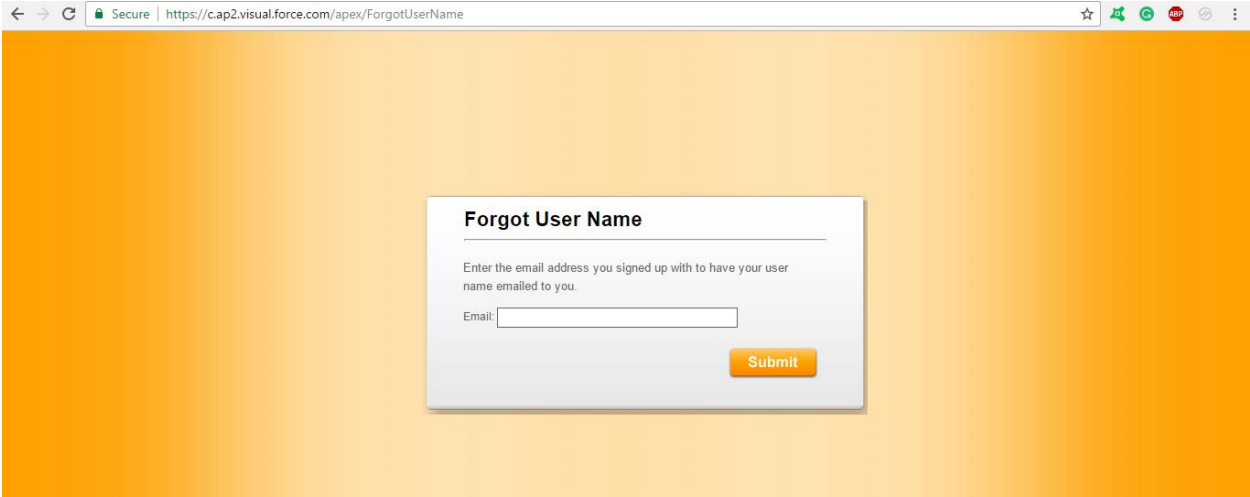 Secure | https://c.ap2.visual.force.com/apex/ForgotUserName
ABP
Forgot User Name
Enter the email address you signed up with to have your user
name emailed to you.
Email:
Submit